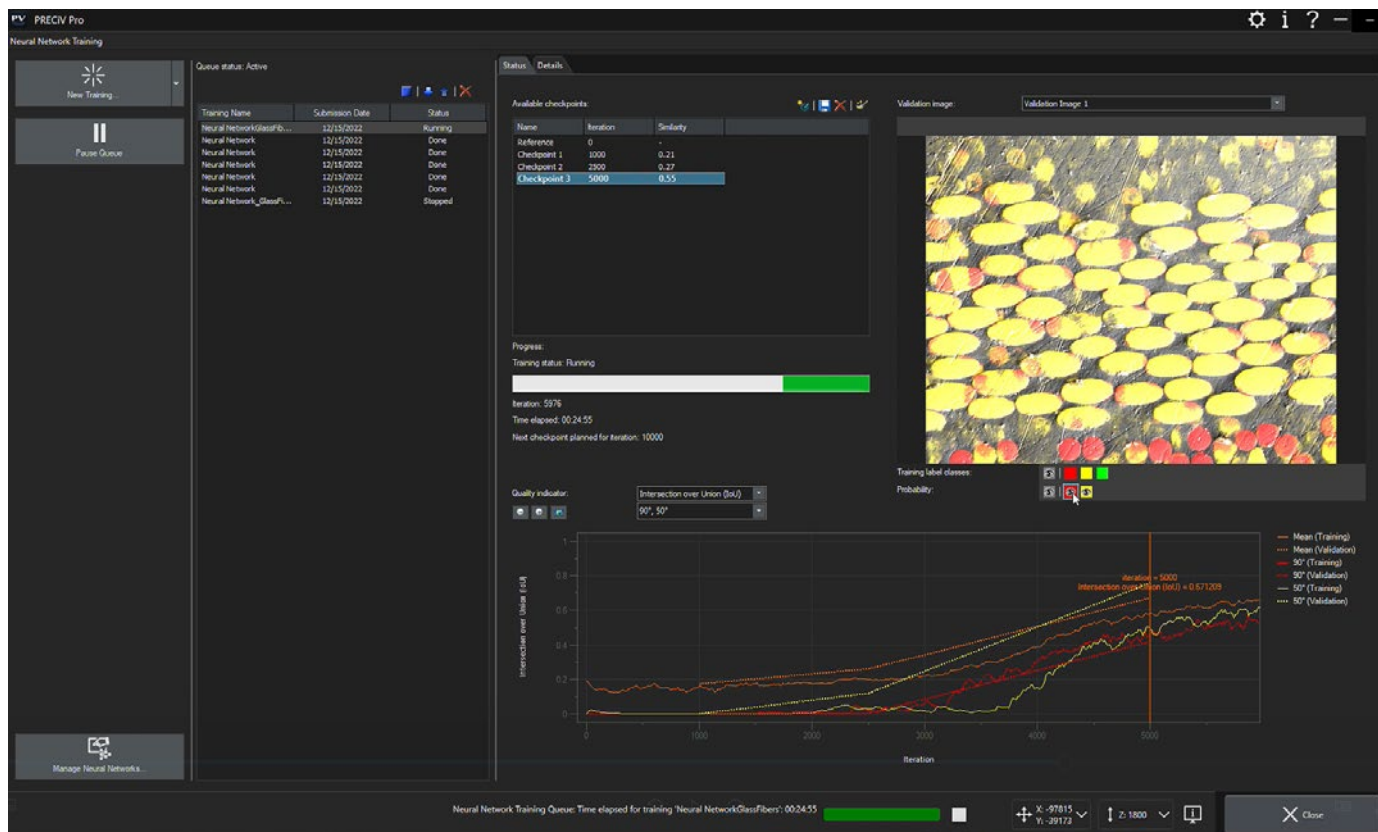 PV PRECiV Pro
Neural Network Training
New Training...
Pause Queue
Manage Neural Networks...
Queue status: Active
Training Name Submission Date Status
Neural NetworkGlassFib... 12/15/2022 Running
Neural Network 12/15/2022 Done
Neural Network 12/15/2022 Done
Neural Network 12/15/2022 Done
Neural Network 12/15/2022 Done
Neural Network 12/15/2022 Done
Neural Network_GlassFi... 12/15/2022 Stopped
Status Details
Available checkpoints:
Name Iteration Similarity
Reference 0 -
Checkpoint 1 1000 0.21
Checkpoint 2 2500 0.27
Checkpoint 3 5000 0.55
Progress:
Training status: Running
Iteration: 5976
Time elapsed: 00:24:55
Next checkpoint planned for iteration: 10000
Validation image: Validation Image 1
Training label classes:
Probability:
Quality indicator: Intersection over Union (IoU)
90°, 50°
Intersection over Union (IoU)
1
0.8
0.6
0.4
0.2
0
0 1000 2000 3000 4000 5000
Iteration
iteration = 5000
Intersection over Union (IoU) = 0.671209
Mean (Training)
Mean (Validation)
90° (Training)
90° (Validation)
50° (Training)
50° (Validation)
Neural Network Training Queue: Time elapsed for training 'Neural NetworkGlassFibers': 00:24:55
X: -97815
Y: -39173
Z: 1800
Close